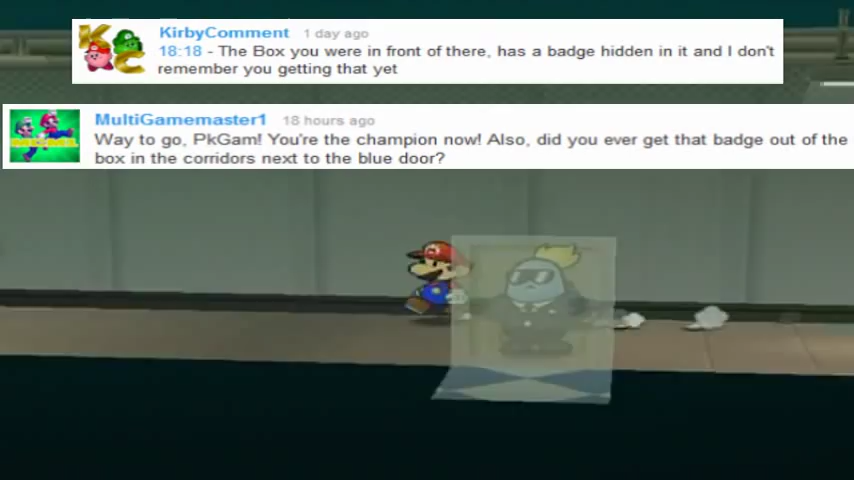 KirbyComment 1 day ago
18:18 - The Box you were in front of there, has a badge hidden in it and I don't
remember you getting that yet
MultiGamemaster1 18 hours ago
Way to go, PkGam! You're the champion now! Also, did you ever get that badge out of the
box in the corridors next to the blue door?